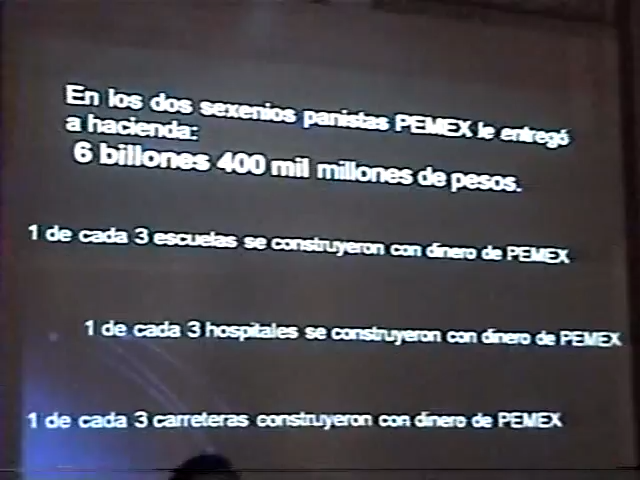 En los dos sexenios panistas PEMEX le entregó
a hacienda:
6 billones 400 mil millones de pesos.
1 de cada 3 escuelas se construyeron con dinero de PEMEX
1 de cada 3 hospitales se construyeron con dinero de PEMEX
1 de cada 3 carreteras construyeron con dinero de PEMEX